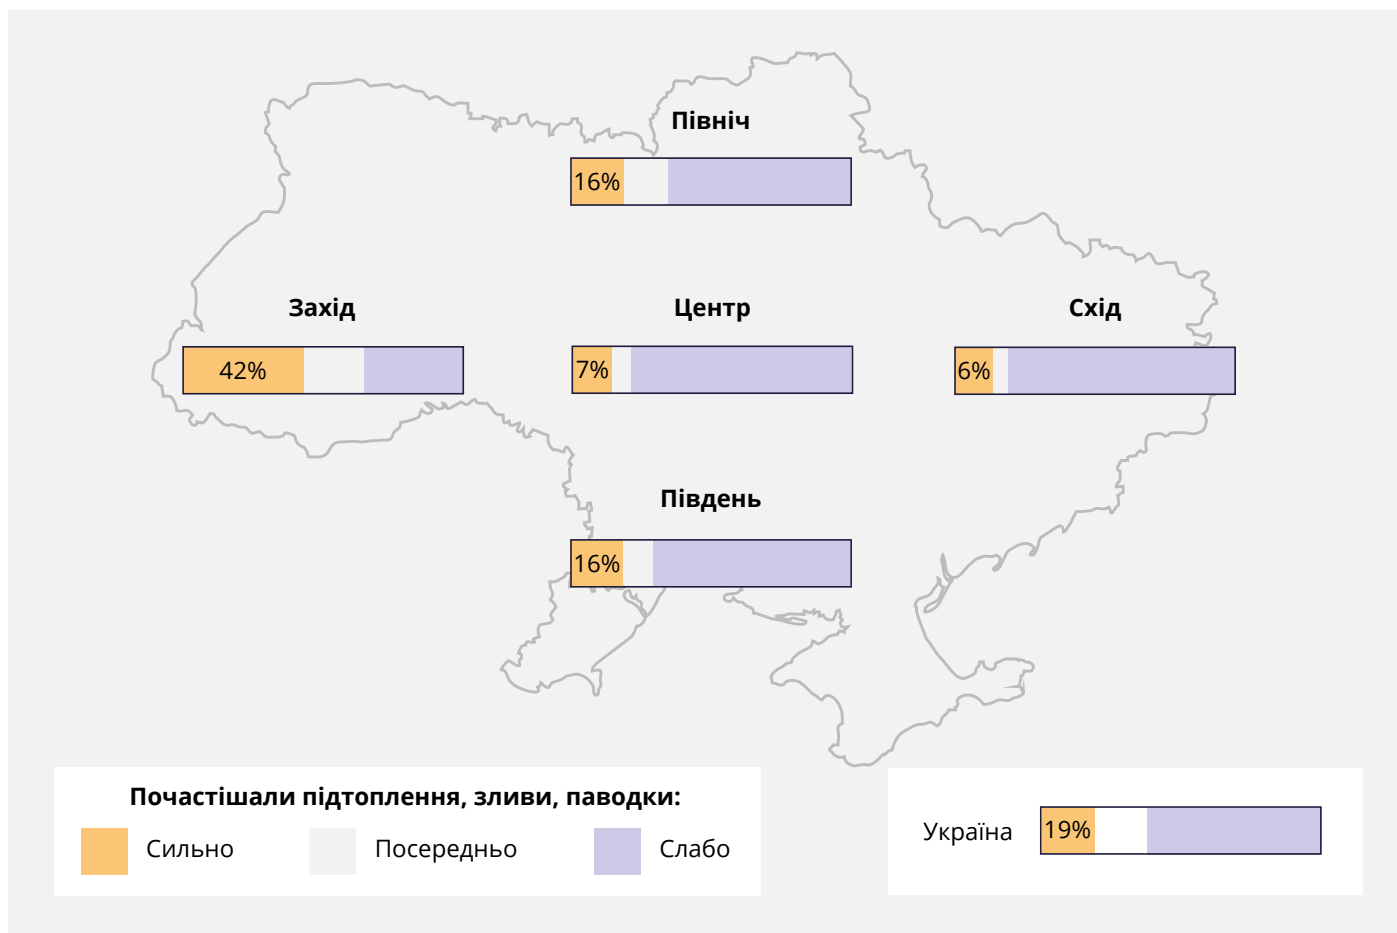 Північ
16%
Захід
Центр
Схід
42%
7%
6%
Південь
16%
Почастішали підтоплення, зливи, паводки:
Сильно
Посередньо
Слабо
Україна
19%